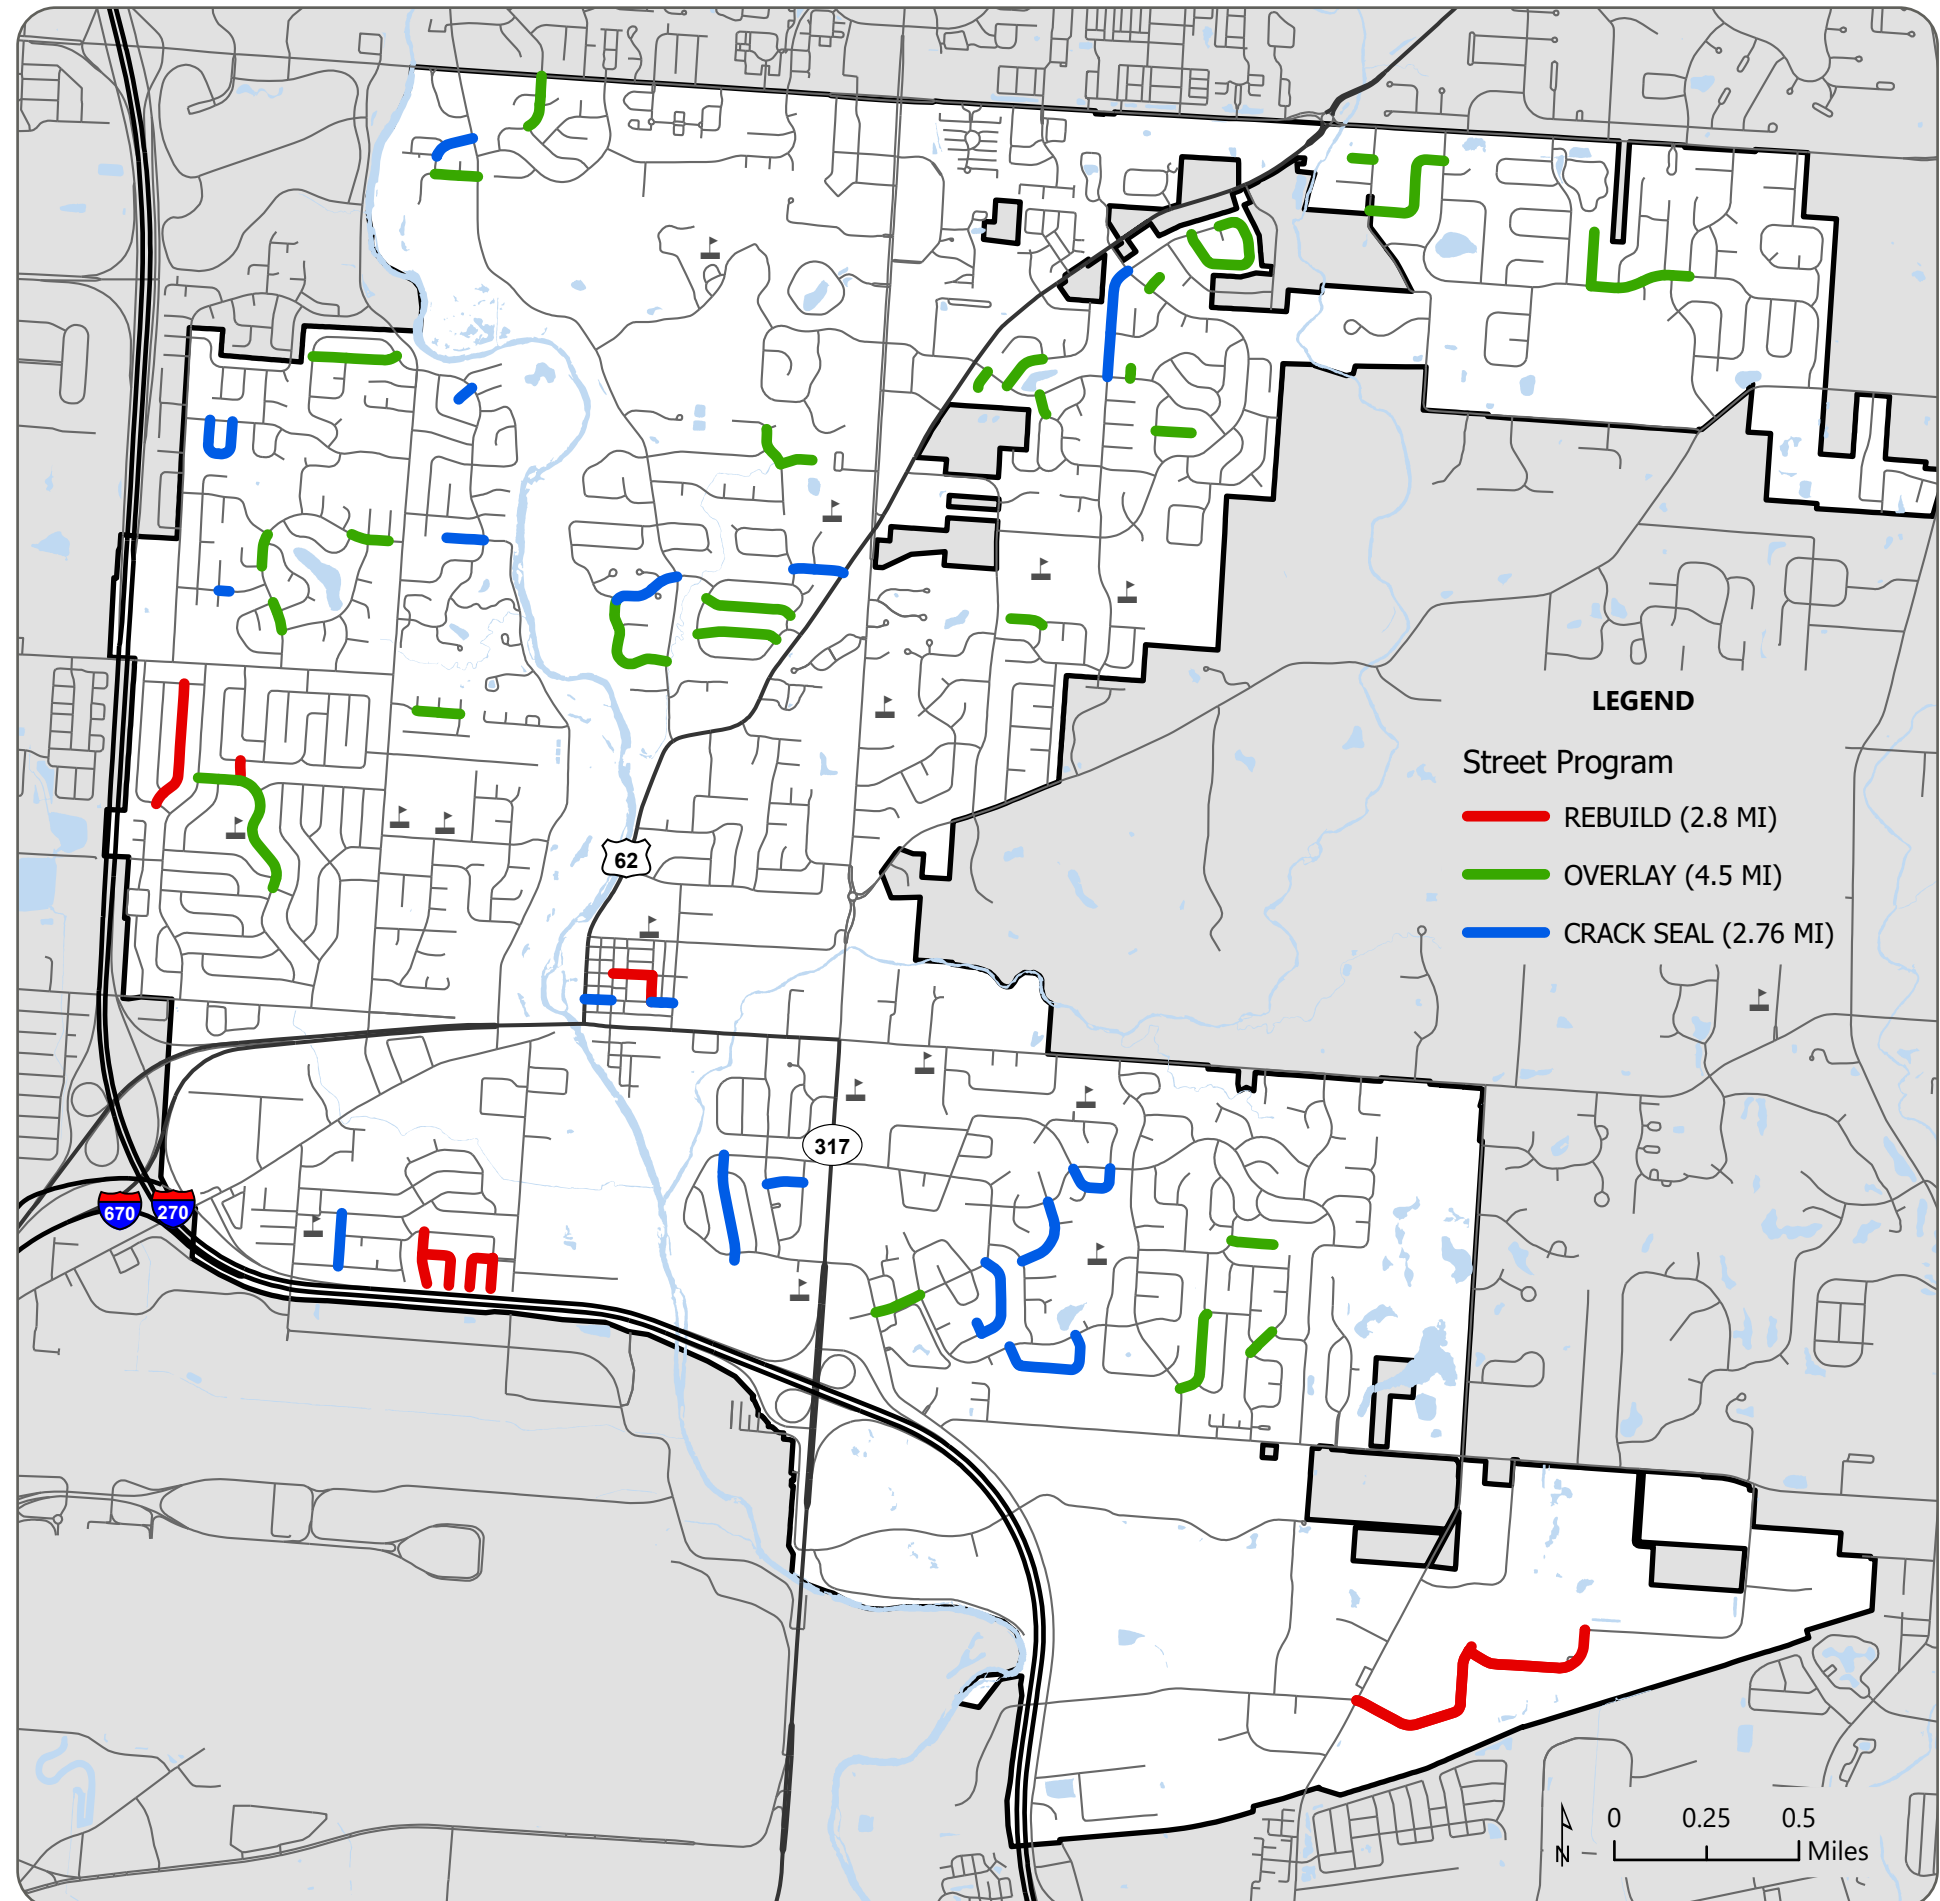 LEGEND
Street Program
REBUILD (2.8 MI)
OVERLAY (4.5 MI)
CRACK SEAL (2.76 MI)
62
317
670
270
0 0.25 0.5
Miles
N